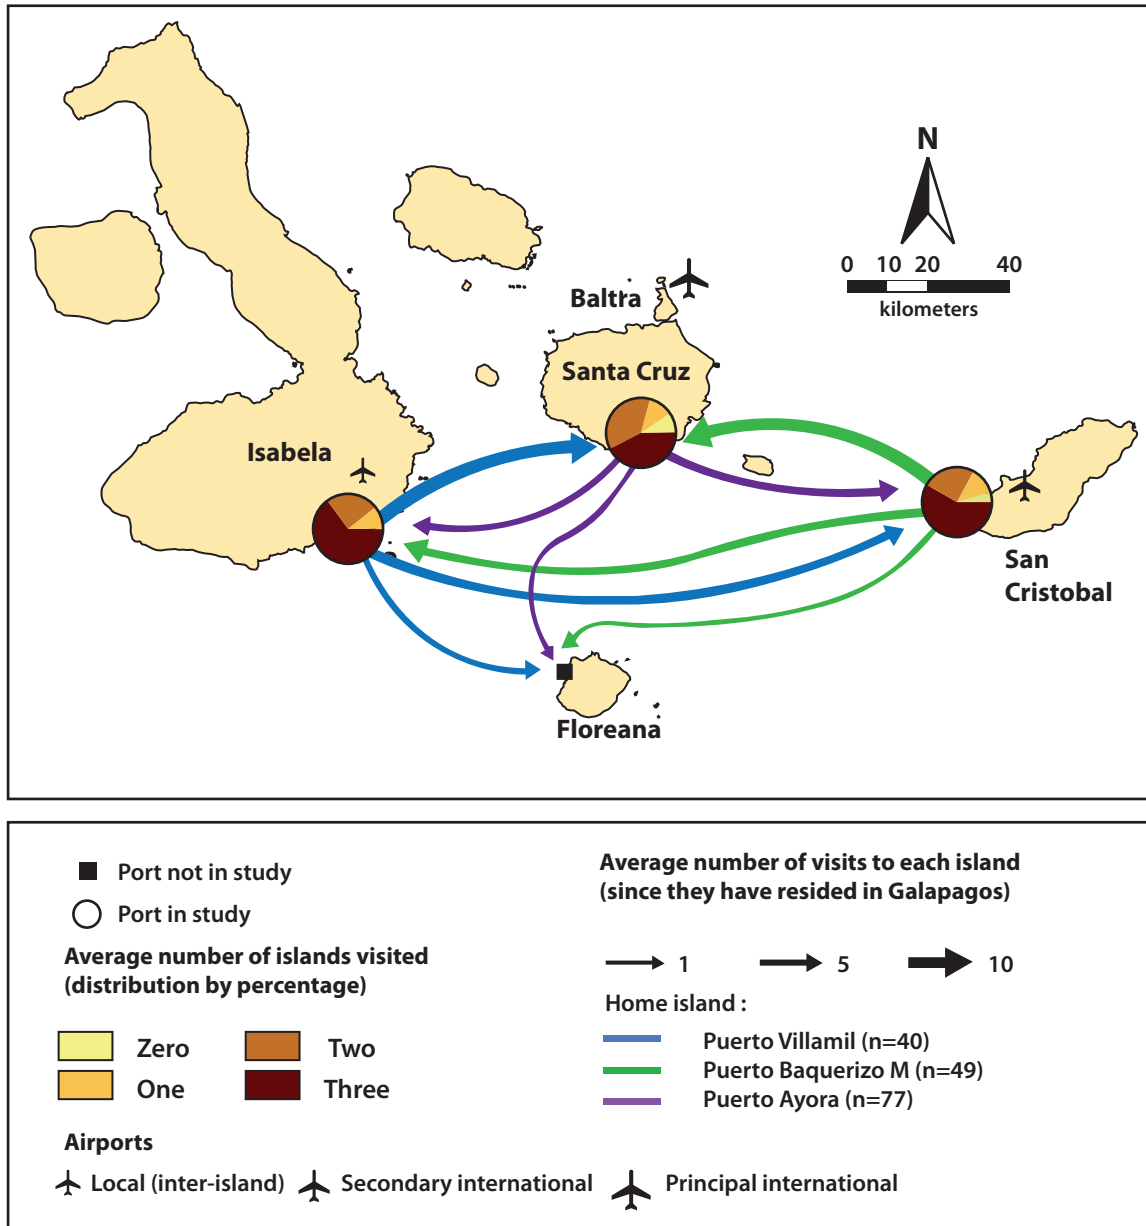 N
0 10 20 40
kilometers
Baltra
Santa Cruz
Isabela
San
Cristobal
Floreana
Port not in study
Port in study
Average number of islands visited
(distribution by percentage)
Zero
Two
One
Three
Average number of visits to each island
(since they have resided in Galapagos)
1
5
10
Home island :
Puerto Villamil (n=40)
Puerto Baquerizo M (n=49)
Puerto Ayora (n=77)
Airports
Local (inter-island)
Secondary international
Principal international